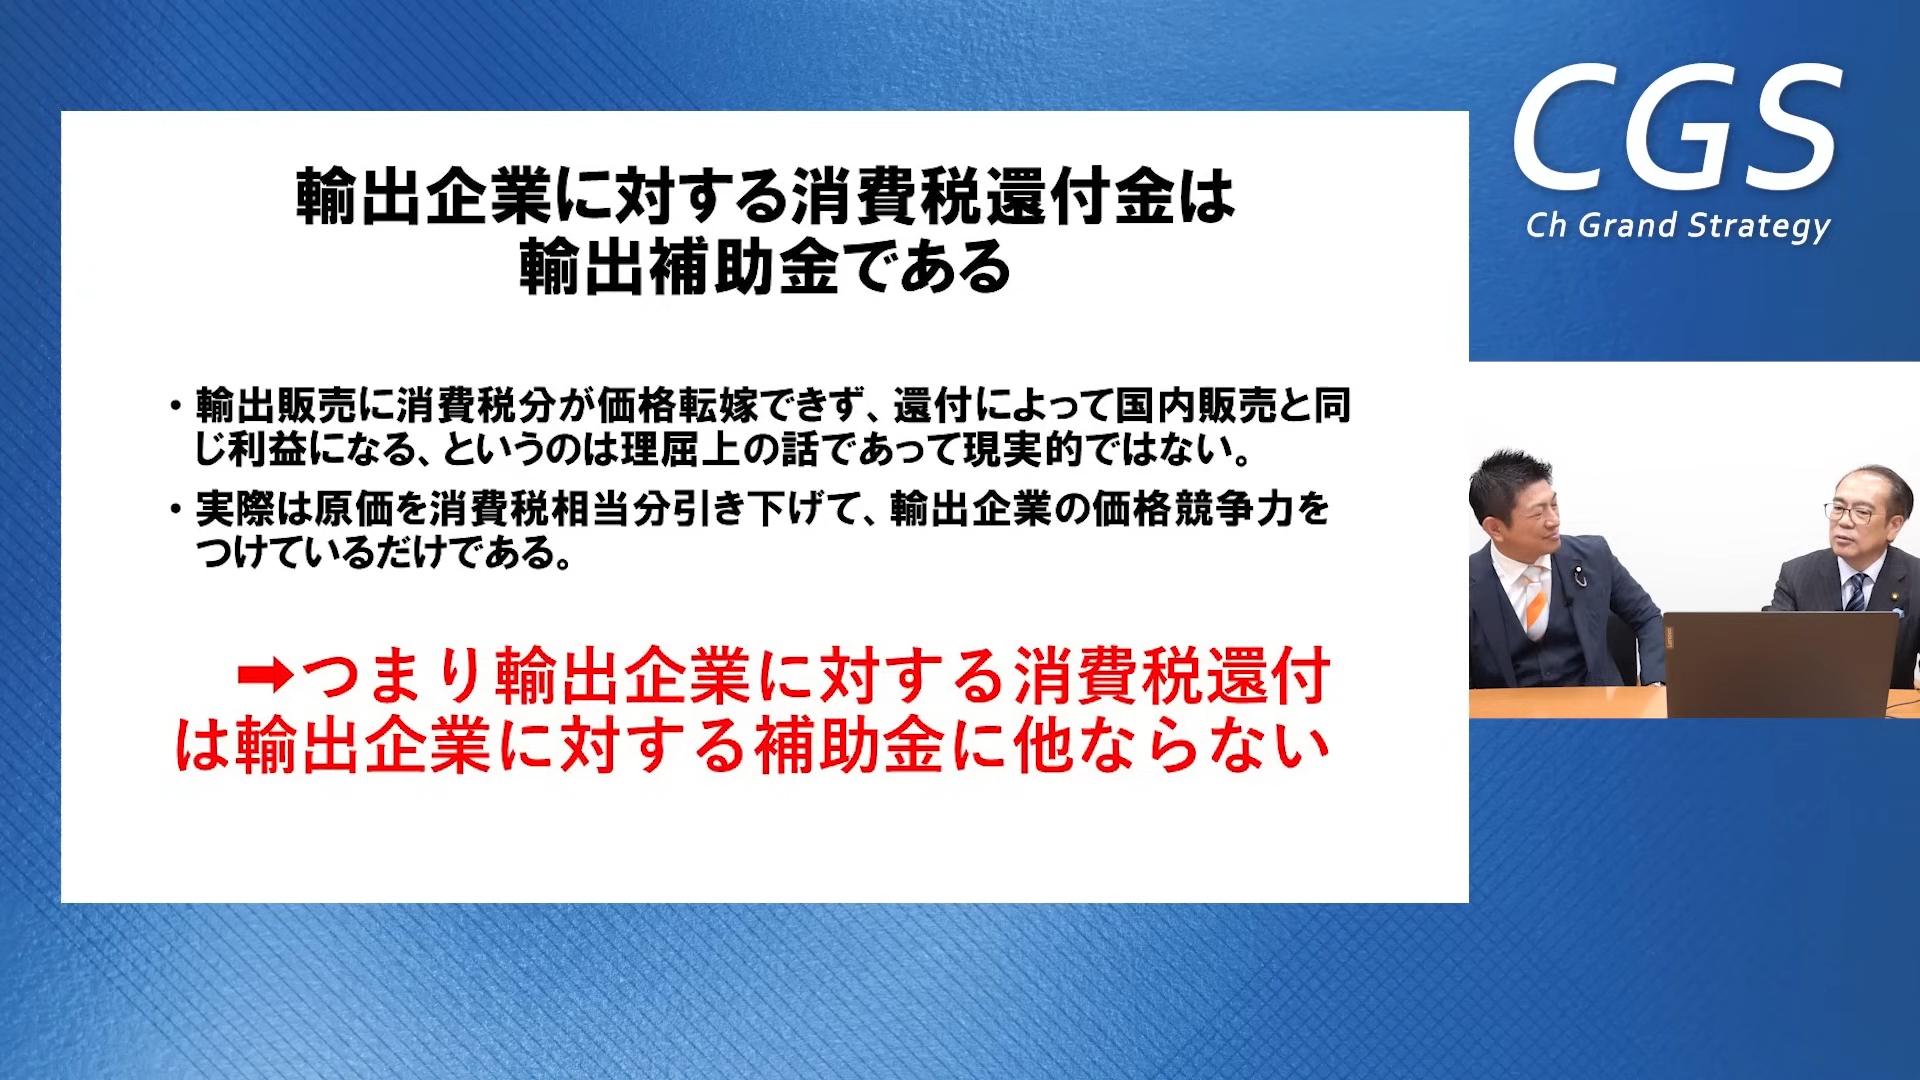 輸出企業に対する消費税還付金は
輸出補助金である
・輸出販売に消費税分が価格転嫁できず、還付によって国内販売と同
じ利益になる、というのは理屈上の話であって現実的ではない。
・実際は原価を消費税相当分引き下げて、輸出企業の価格競争力を
つけているだけである。
➡つまり輸出企業に対する消費税還付
は輸出企業に対する補助金に他ならない
CGS
Ch Grand Strategy